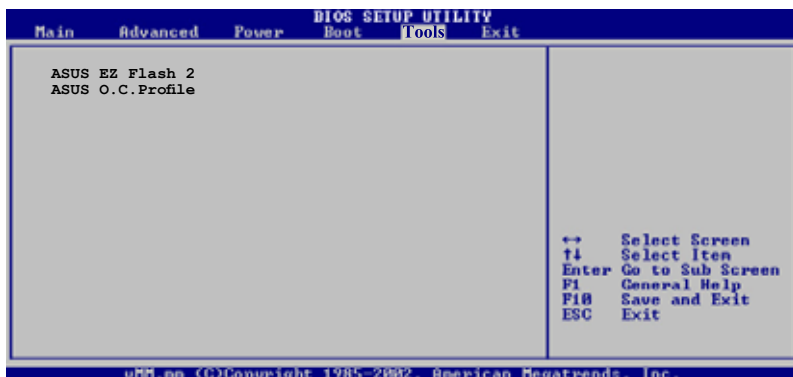 BIOS SETUP UTILITY
Main Advanced Power Boot Tools Exit
ASUS EZ Flash 2
ASUS O.C.Profile
↔ Select Screen
↑↓ Select Item
Enter Go to Sub Screen
F1 General Help
F10 Save and Exit
ESC Exit
vMM.pp (C)Copyright 1985-2002, American Megatrends, Inc.